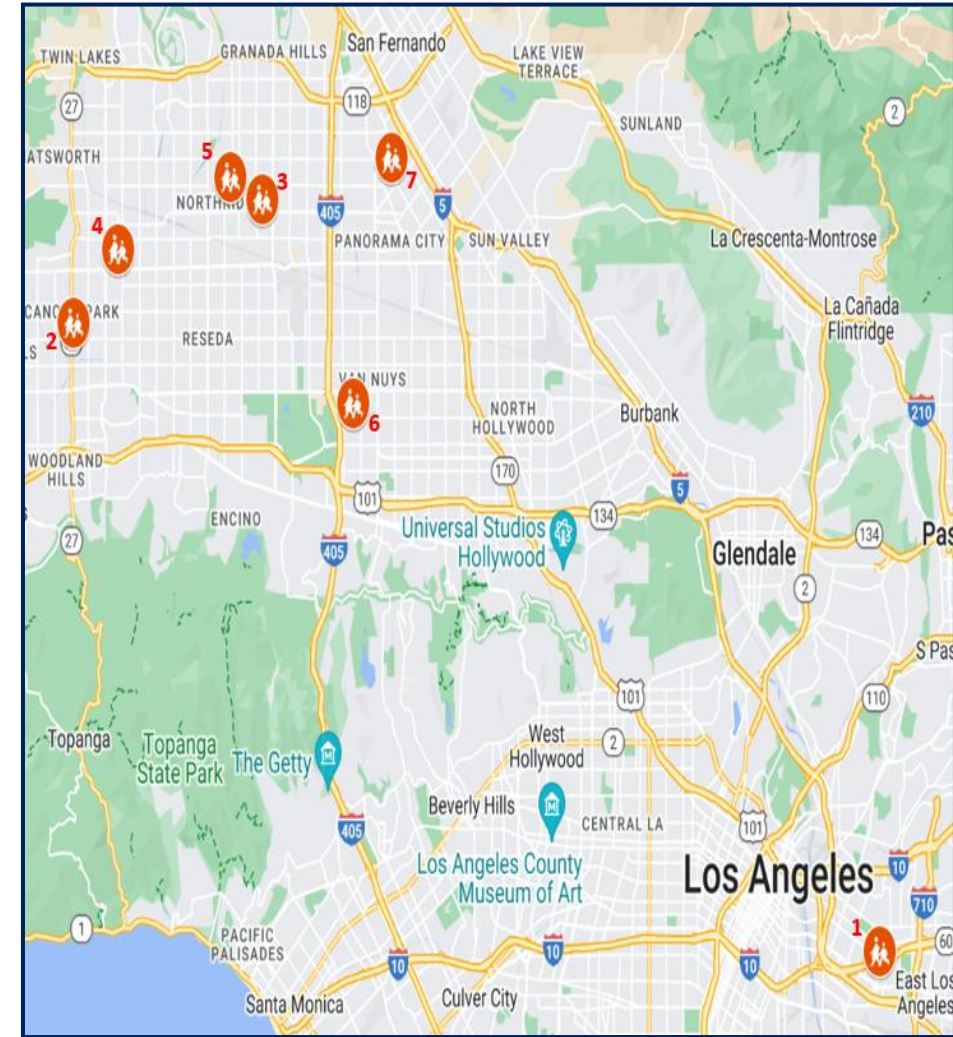 TWIN LAKES
GRANADA HILLS
San Fernando
LAKE VIEW
TERRACE
27
118
2
SUNLAND
ATSWORTH
5
3
7
NORTHRID
405
5
4
PANORAMA CITY
SUN VALLEY
La Crescenta-Montrose
CANO PARK
2
LS
La Cañada
Flintridge
RESEDA
VAN NUYS
6
NORTH
HOLLYWOOD
Burbank
210
WOODLAND
HILLS
170
101
5
ENCINO
134
Universal Studios
Hollywood
27
405
Glendale
134
Pas
2
S Pas
101
110
Topanga
Topanga
State Park
The Getty
West
Hollywood
2
Beverly Hills
405
CENTRAL LA
101
Los Angeles County
Museum of Art
Los Angeles
10
710
1
1
PACIFIC
PALISADES
10
10
10
60
East Los
Angeles
Santa Monica
Culver City